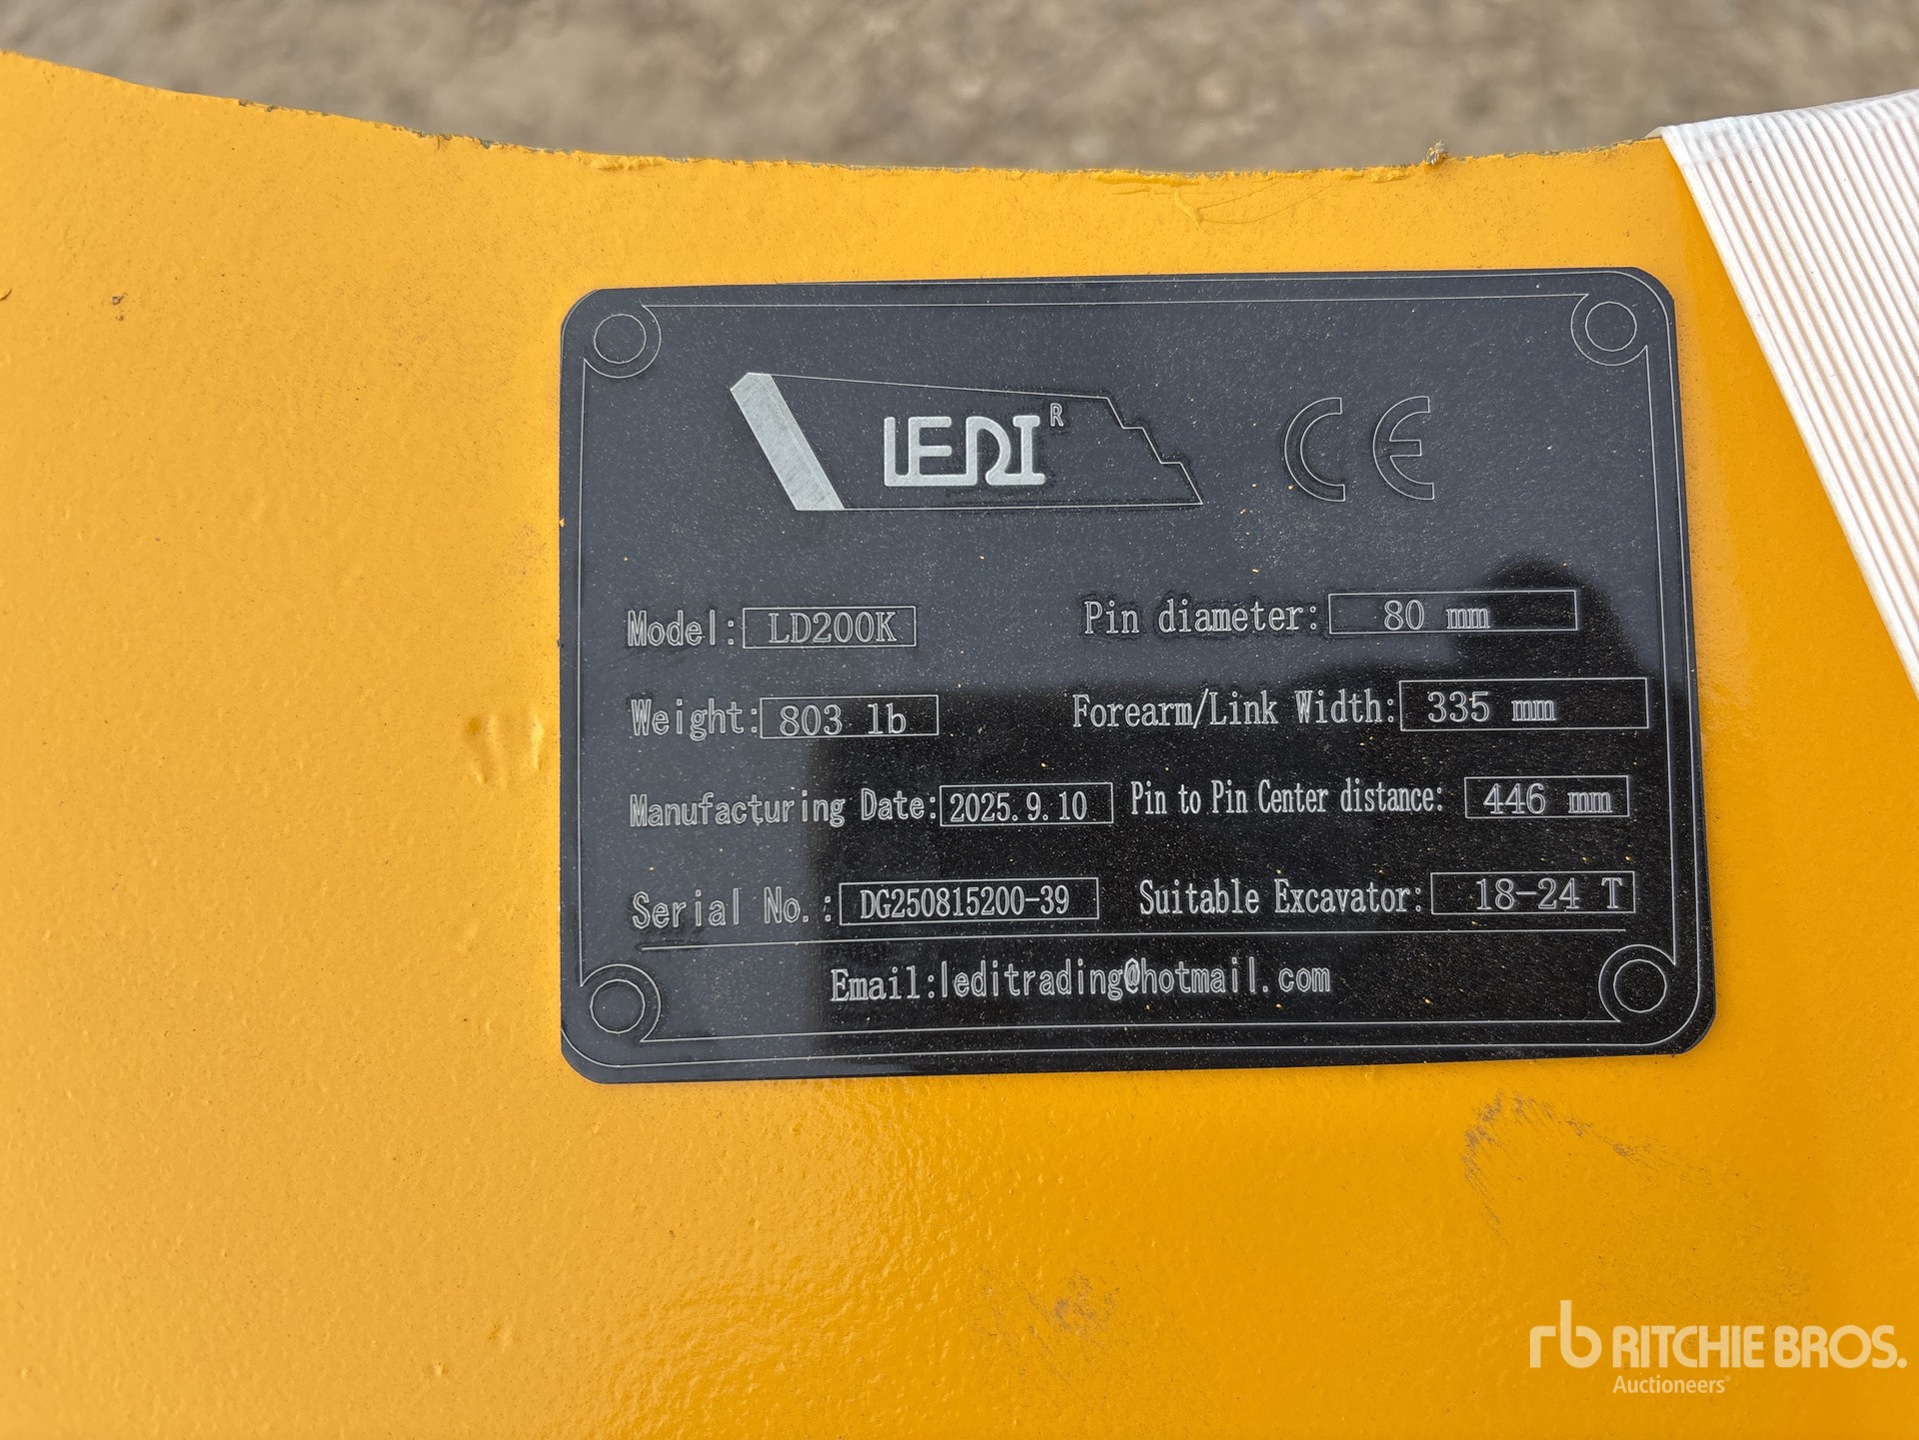 LEDI R CE
Model: LD200K Pin diameter: 80 mm
Weight: 803 lb Forearm/Link Width: 335 mm
Manufacturing Date: 2025.9.10 Pin to Pin Center distance: 446 mm
Serial No.: DG250815200-39 Suitable Excavator: 18-24 T
Email:leditrading@hotmail.com
rb RITCHIE BROS.
Auctioneers